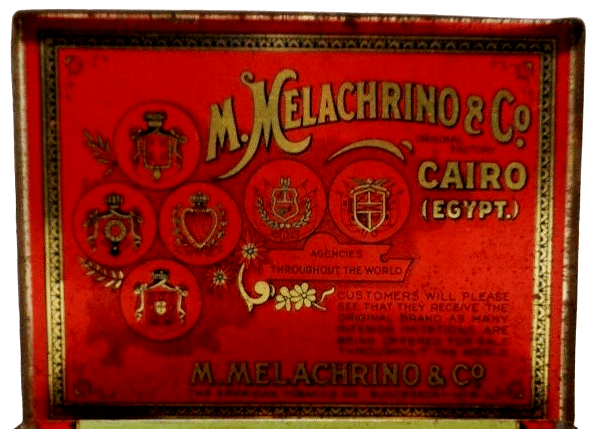 M. MELACHRINO & Co.
ORIGINAL
FACTORY
CAIRO
(EGYPT.)
AGENCIES
THROUGHOUT THE WORLD
CUSTOMERS WILL PLEASE
SEE THAT THEY RECEIVE THE
ORIGINAL BRAND AS MANY
INFERIOR IMITATIONS ARE
BEING OFFERED FOR SALE
THROUGHOUT THE WORLD
M. MELACHRINO & Co